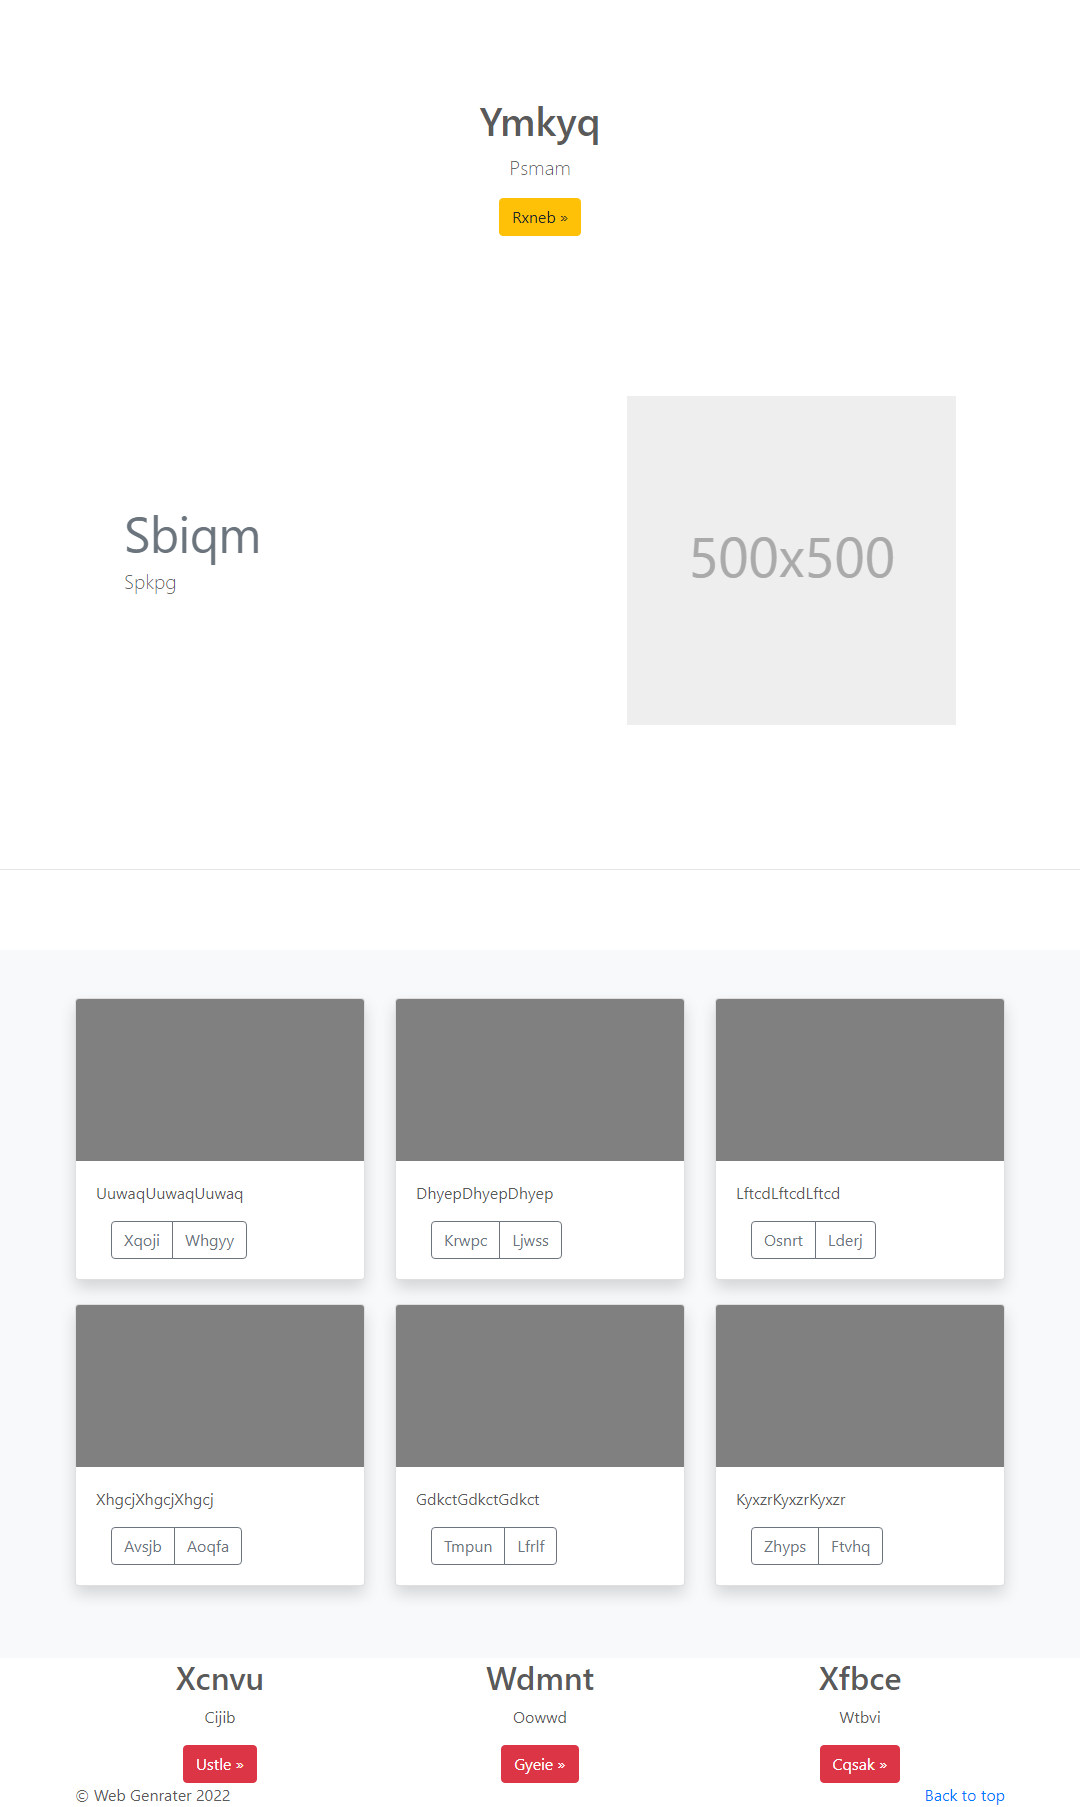 Ymkyq
Psmam
Rxneb »
Sbiqm
Spkpg
500x500
UuwaqUuwaqUuwaq
Xqoji Whgyy
DhyepDhyepDhyep
Krwpc Ljwss
LftcdLftcdLftcd
Osnrt Lderj
XhgcjXhgcjXhgcj
Avsjb Aoqfa
GdkctGdkctGdkct
Tmpun Lfrlf
KyxzrKyxzrKyxzr
Zhyps Ftvhq
Xcnvu
Cijib
Ustle »
Wdmnt
Oowwd
Gyeie »
Xfbce
Wtbvi
Cqsak »
© Web Genrater 2022
Back to top